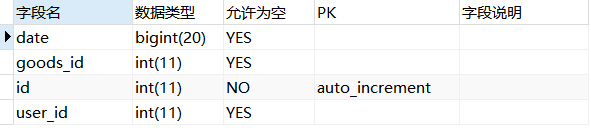 字段名 数据类型 允许为空 PK 字段说明
date bigint(20) YES
goods_id int(11) YES
id int(11) NO auto_increment
user_id int(11) YES